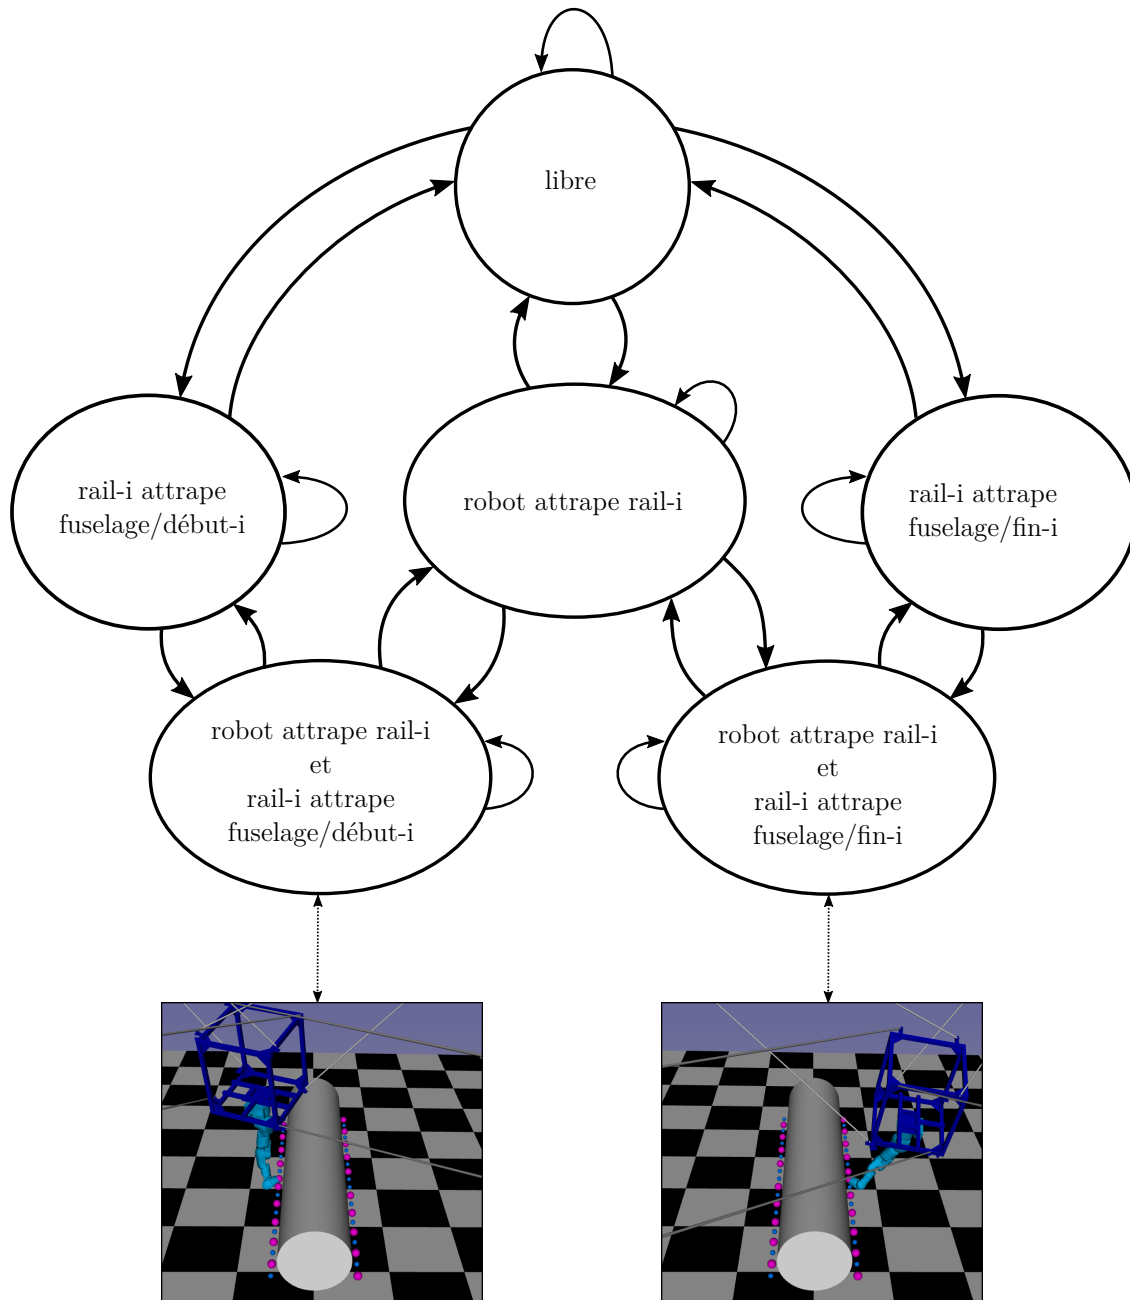 libre
rail-i attrape
fuselage/début-i
robot attrape rail-i
rail-i attrape
fuselage/fin-i
robot attrape rail-i
et
rail-i attrape
fuselage/début-i
robot attrape rail-i
et
rail-i attrape
fuselage/fin-i